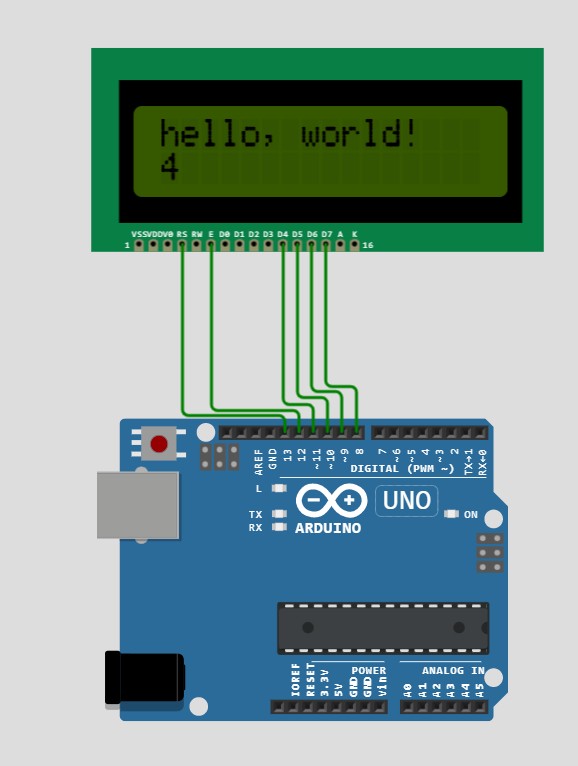 hello, world!
4
VSS VDD V0 RS RW E D0 D1 D2 D3 D4 D5 D6 D7 A K
1 16
AREF GND 13 12 ~11 ~10 ~9 8 7 ~6 ~5 4 ~3 2 TX→1 RX←0
DIGITAL (PWM ~)
L
TX
RX
UNO
ON
ARDUINO
POWER
ANALOG IN
IOREF RESET 3.3V 5V GND GND Vin A0 A1 A2 A3 A4 A5